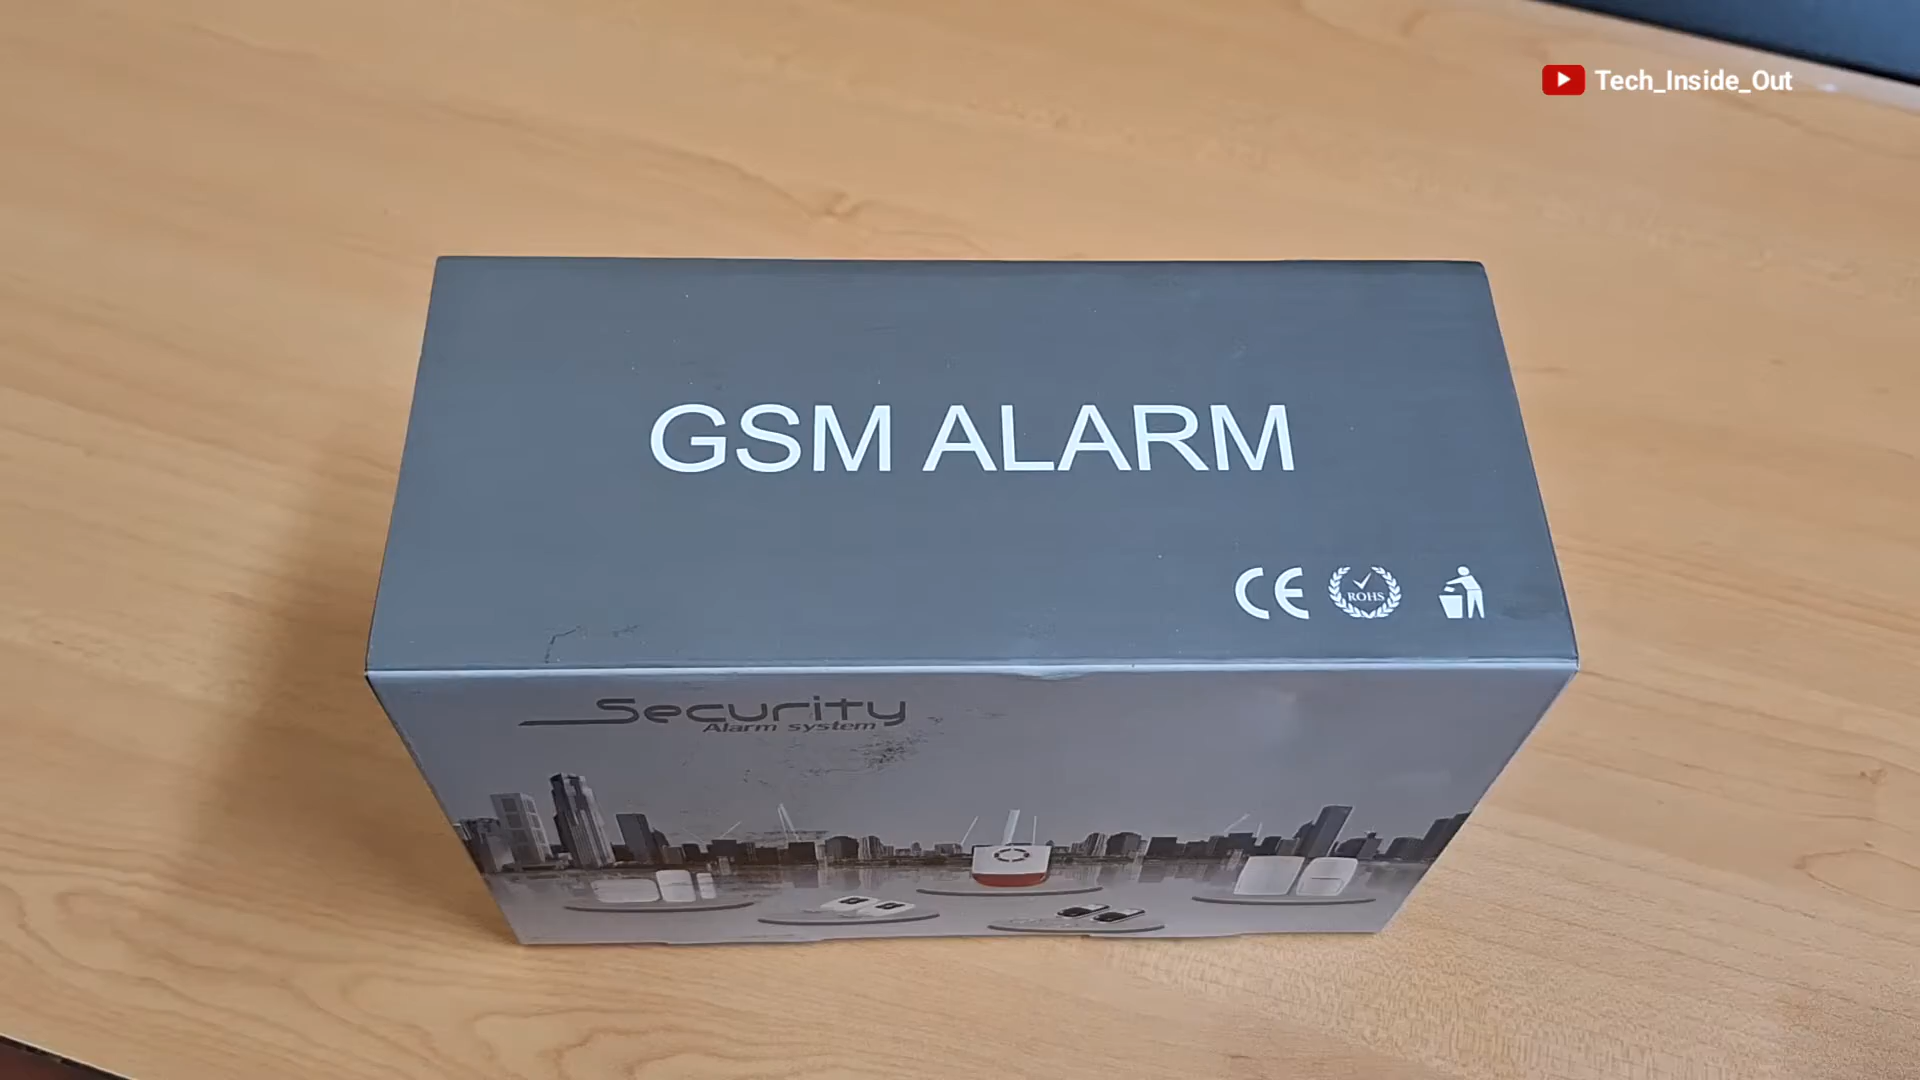 Tech_Inside_Out
GSM ALARM
CE
ROHS
Security
Alarm system